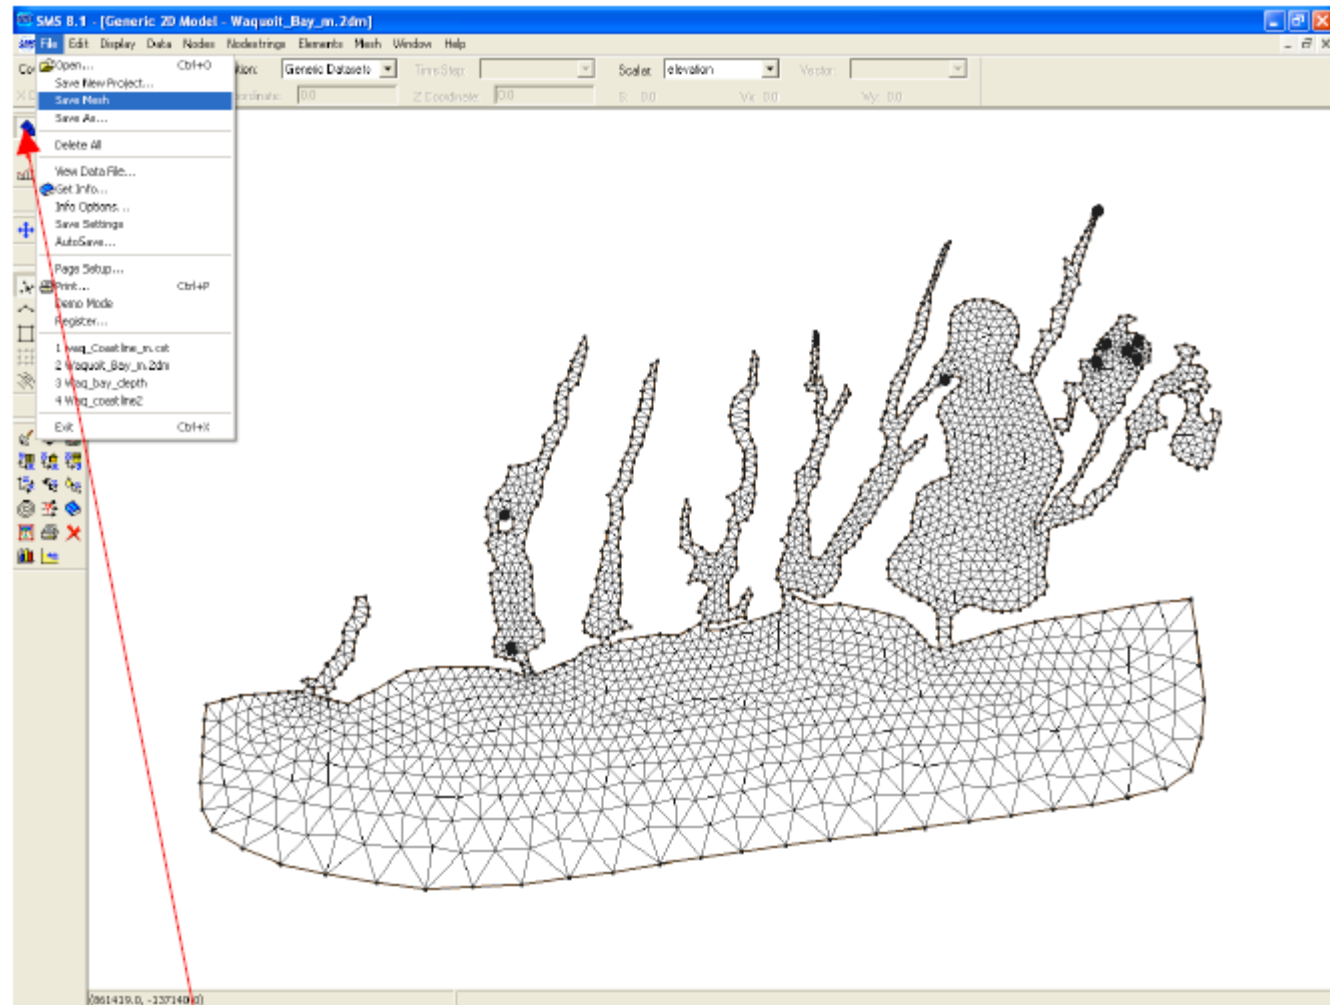 SMS 8.1 - [Generic 2D Model - Waquoit_Bay_m.2dm]
File Edit Display Data Nodes Nodestrings Elements Mesh Window Help
Generic Datasets Time Step: Scalar: elevation Vector:
0.0 Z Coordinate: 0.0 S: 0.0 Vx: 0.0 Vy: 0.0
Open... Ctrl+O
Save New Project...
Save Mesh
Save As...
Delete All
View Data File...
Get Info...
Info Options...
Save Settings
AutoSave...
Page Setup...
Print... Ctrl+P
Demo Mode
Register...
1 waq_Coastline_m.cst
2 Waquoit_Bay_m.2dm
3 Waq_bay_depth
4 Waq_coastline2
Exit Ctrl+X